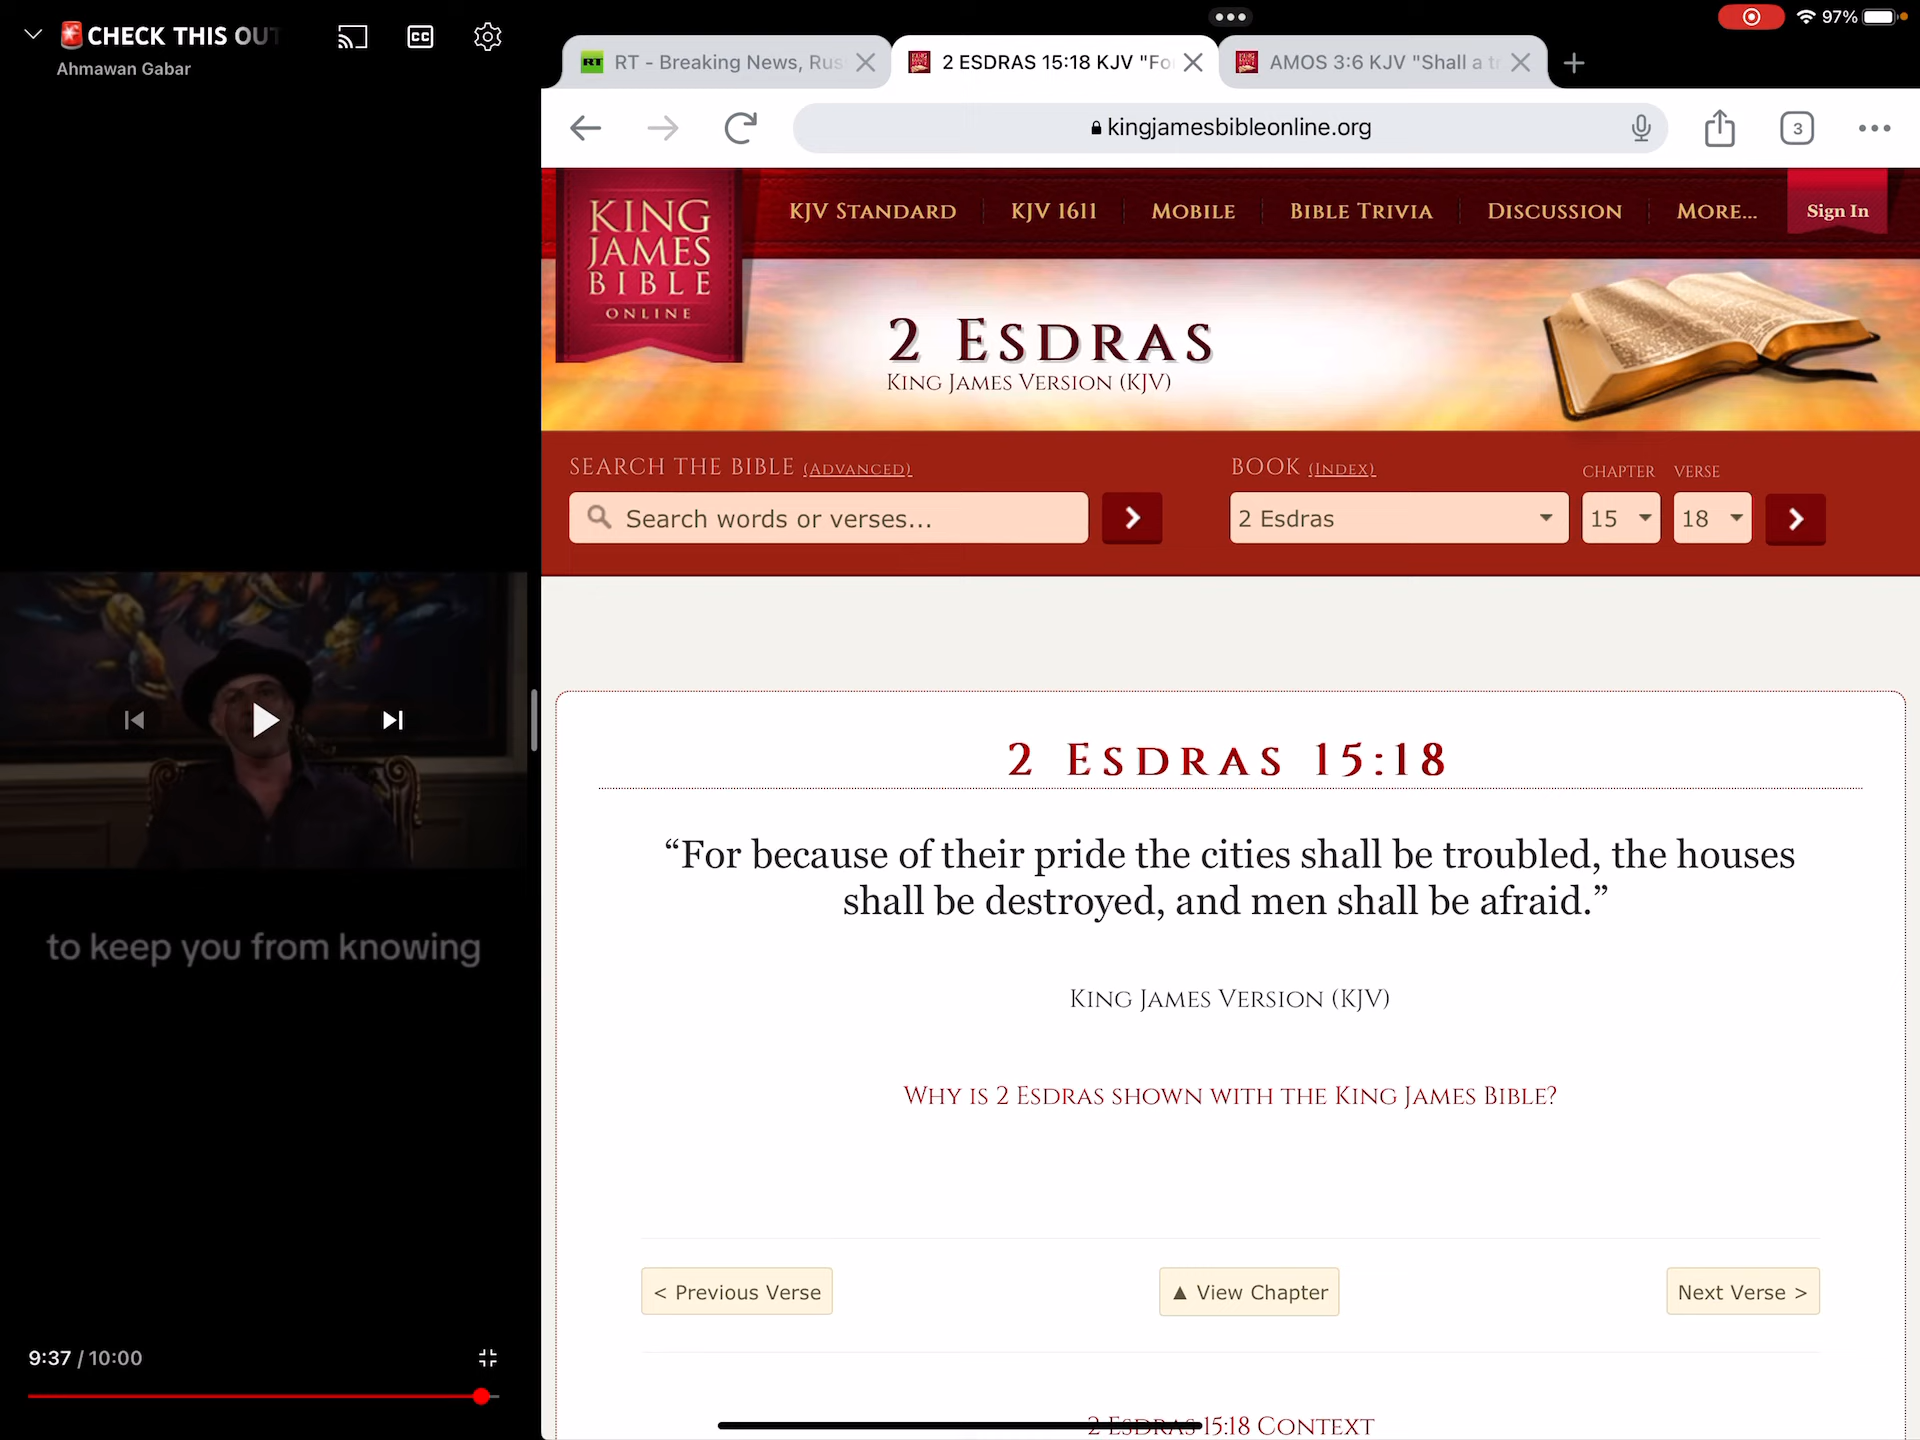 CHECK THIS OUT
Ahmawan Gabar
CC
to keep you from knowing
9:37 / 10:00
97%
RT
RT - Breaking News, Rus
2 ESDRAS 15:18 KJV "Fo
AMOS 3:6 KJV "Shall a t
kingjamesbibleonline.org
3
KING
JAMES
BIBLE
ONLINE
KJV STANDARD
KJV 1611
MOBILE
BIBLE TRIVIA
DISCUSSION
MORE...
Sign In
2 ESDRAS
KING JAMES VERSION (KJV)
SEARCH THE BIBLE (ADVANCED)
BOOK (INDEX)
CHAPTER
VERSE
Search words or verses...
2 Esdras
15
18
2 ESDRAS 15:18
“For because of their pride the cities shall be troubled, the houses
shall be destroyed, and men shall be afraid.”
KING JAMES VERSION (KJV)
WHY IS 2 ESDRAS SHOWN WITH THE KING JAMES BIBLE?
< Previous Verse
▲ View Chapter
Next Verse >
2 ESDRAS 15:18 CONTEXT